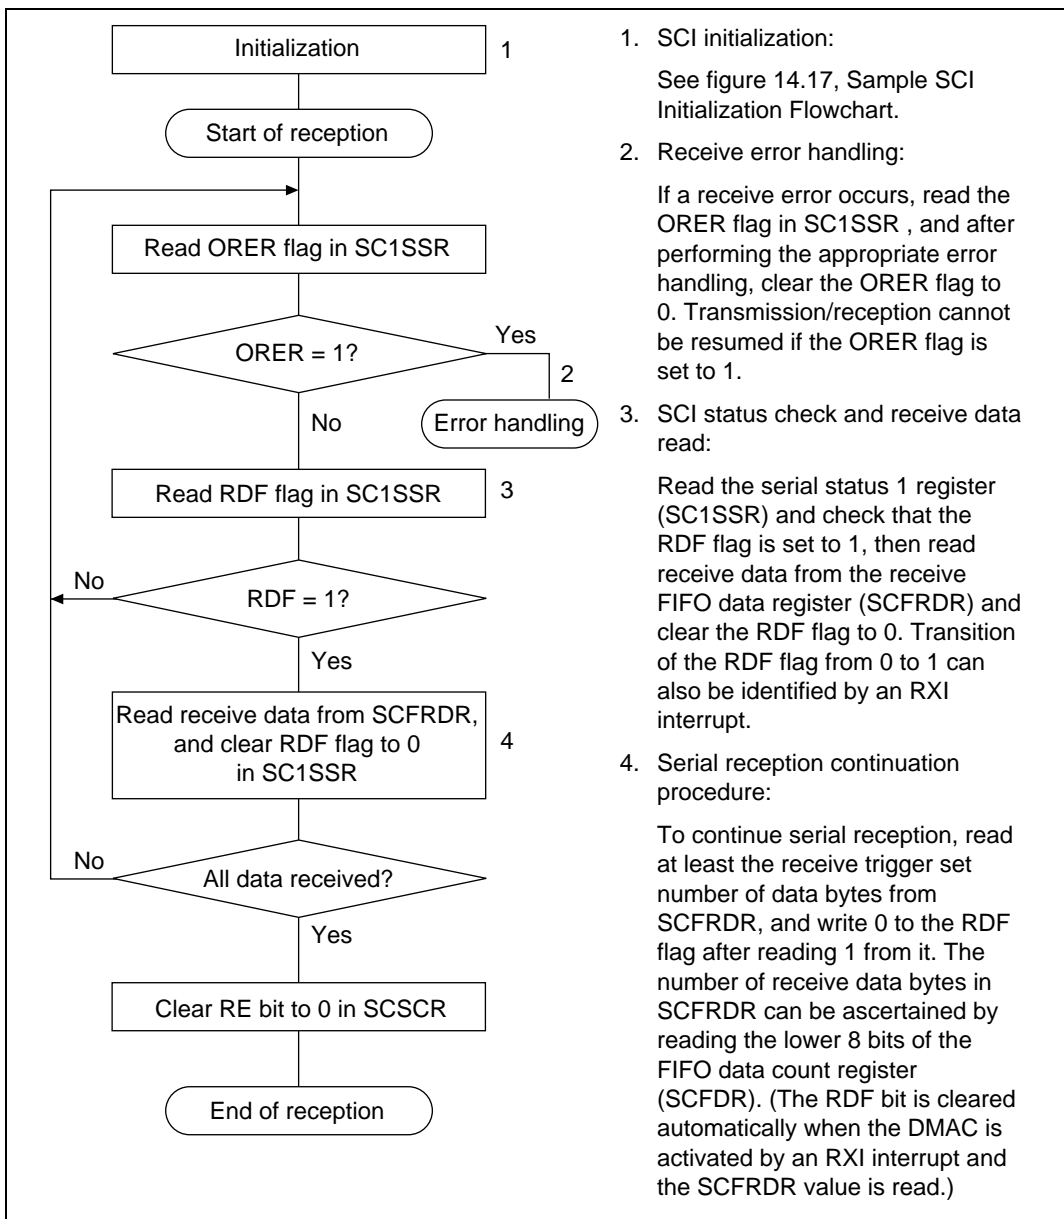 Initialization
1
Start of reception
Read ORER flag in SC1SSR
ORER = 1?
Yes
2
Error handling
No
Read RDF flag in SC1SSR
3
No
RDF = 1?
Yes
Read receive data from SCFRDR,
and clear RDF flag to 0
in SC1SSR
4
No
All data received?
Yes
Clear RE bit to 0 in SCSCR
End of reception
1. SCI initialization:
See figure 14.17, Sample SCI
Initialization Flowchart.
2. Receive error handling:
If a receive error occurs, read the
ORER flag in SC1SSR , and after
performing the appropriate error
handling, clear the ORER flag to
0. Transmission/reception cannot
be resumed if the ORER flag is
set to 1.
3. SCI status check and receive data
read:
Read the serial status 1 register
(SC1SSR) and check that the
RDF flag is set to 1, then read
receive data from the receive
FIFO data register (SCFRDR) and
clear the RDF flag to 0. Transition
of the RDF flag from 0 to 1 can
also be identified by an RXI
interrupt.
4. Serial reception continuation
procedure:
To continue serial reception, read
at least the receive trigger set
number of data bytes from
SCFRDR, and write 0 to the RDF
flag after reading 1 from it. The
number of receive data bytes in
SCFRDR can be ascertained by
reading the lower 8 bits of the
FIFO data count register
(SCFDR). (The RDF bit is cleared
automatically when the DMAC is
activated by an RXI interrupt and
the SCFRDR value is read.)